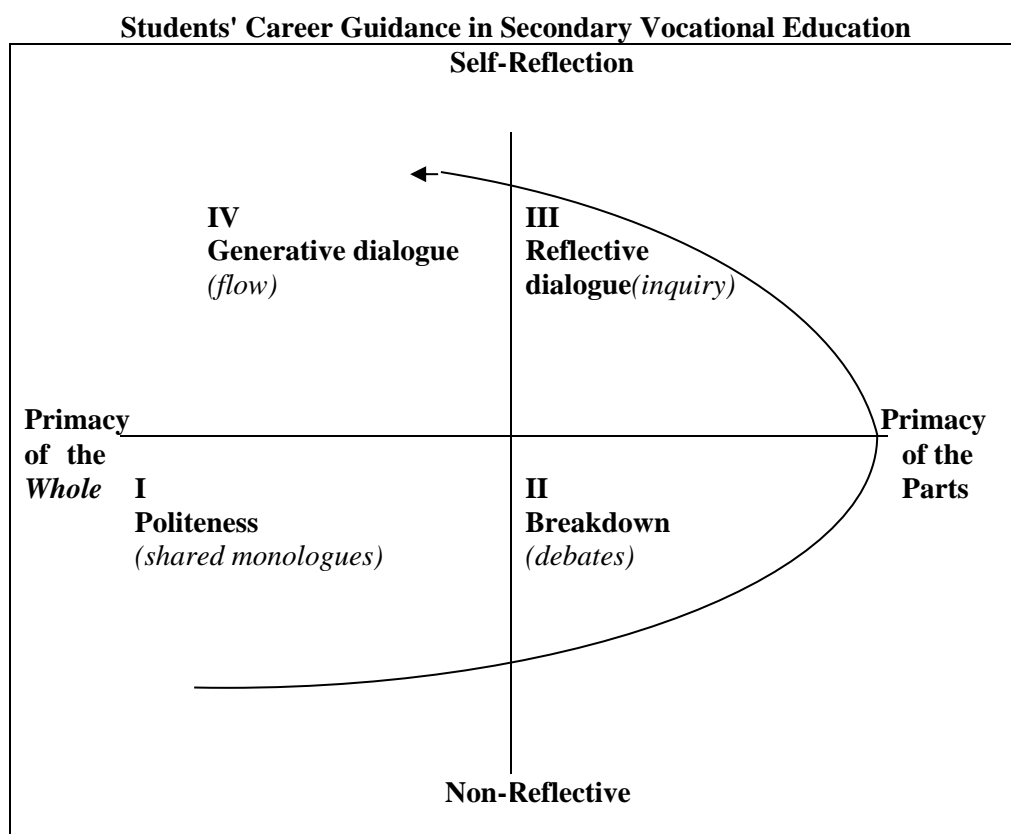 Students' Career Guidance in Secondary Vocational Education
Self-Reflection
IV
Generative dialogue
(flow)
III
Reflective
dialogue(inquiry)
Primacy
of the
Whole
Primacy
of the
Parts
I
Politeness
(shared monologues)
II
Breakdown
(debates)
Non-Reflective